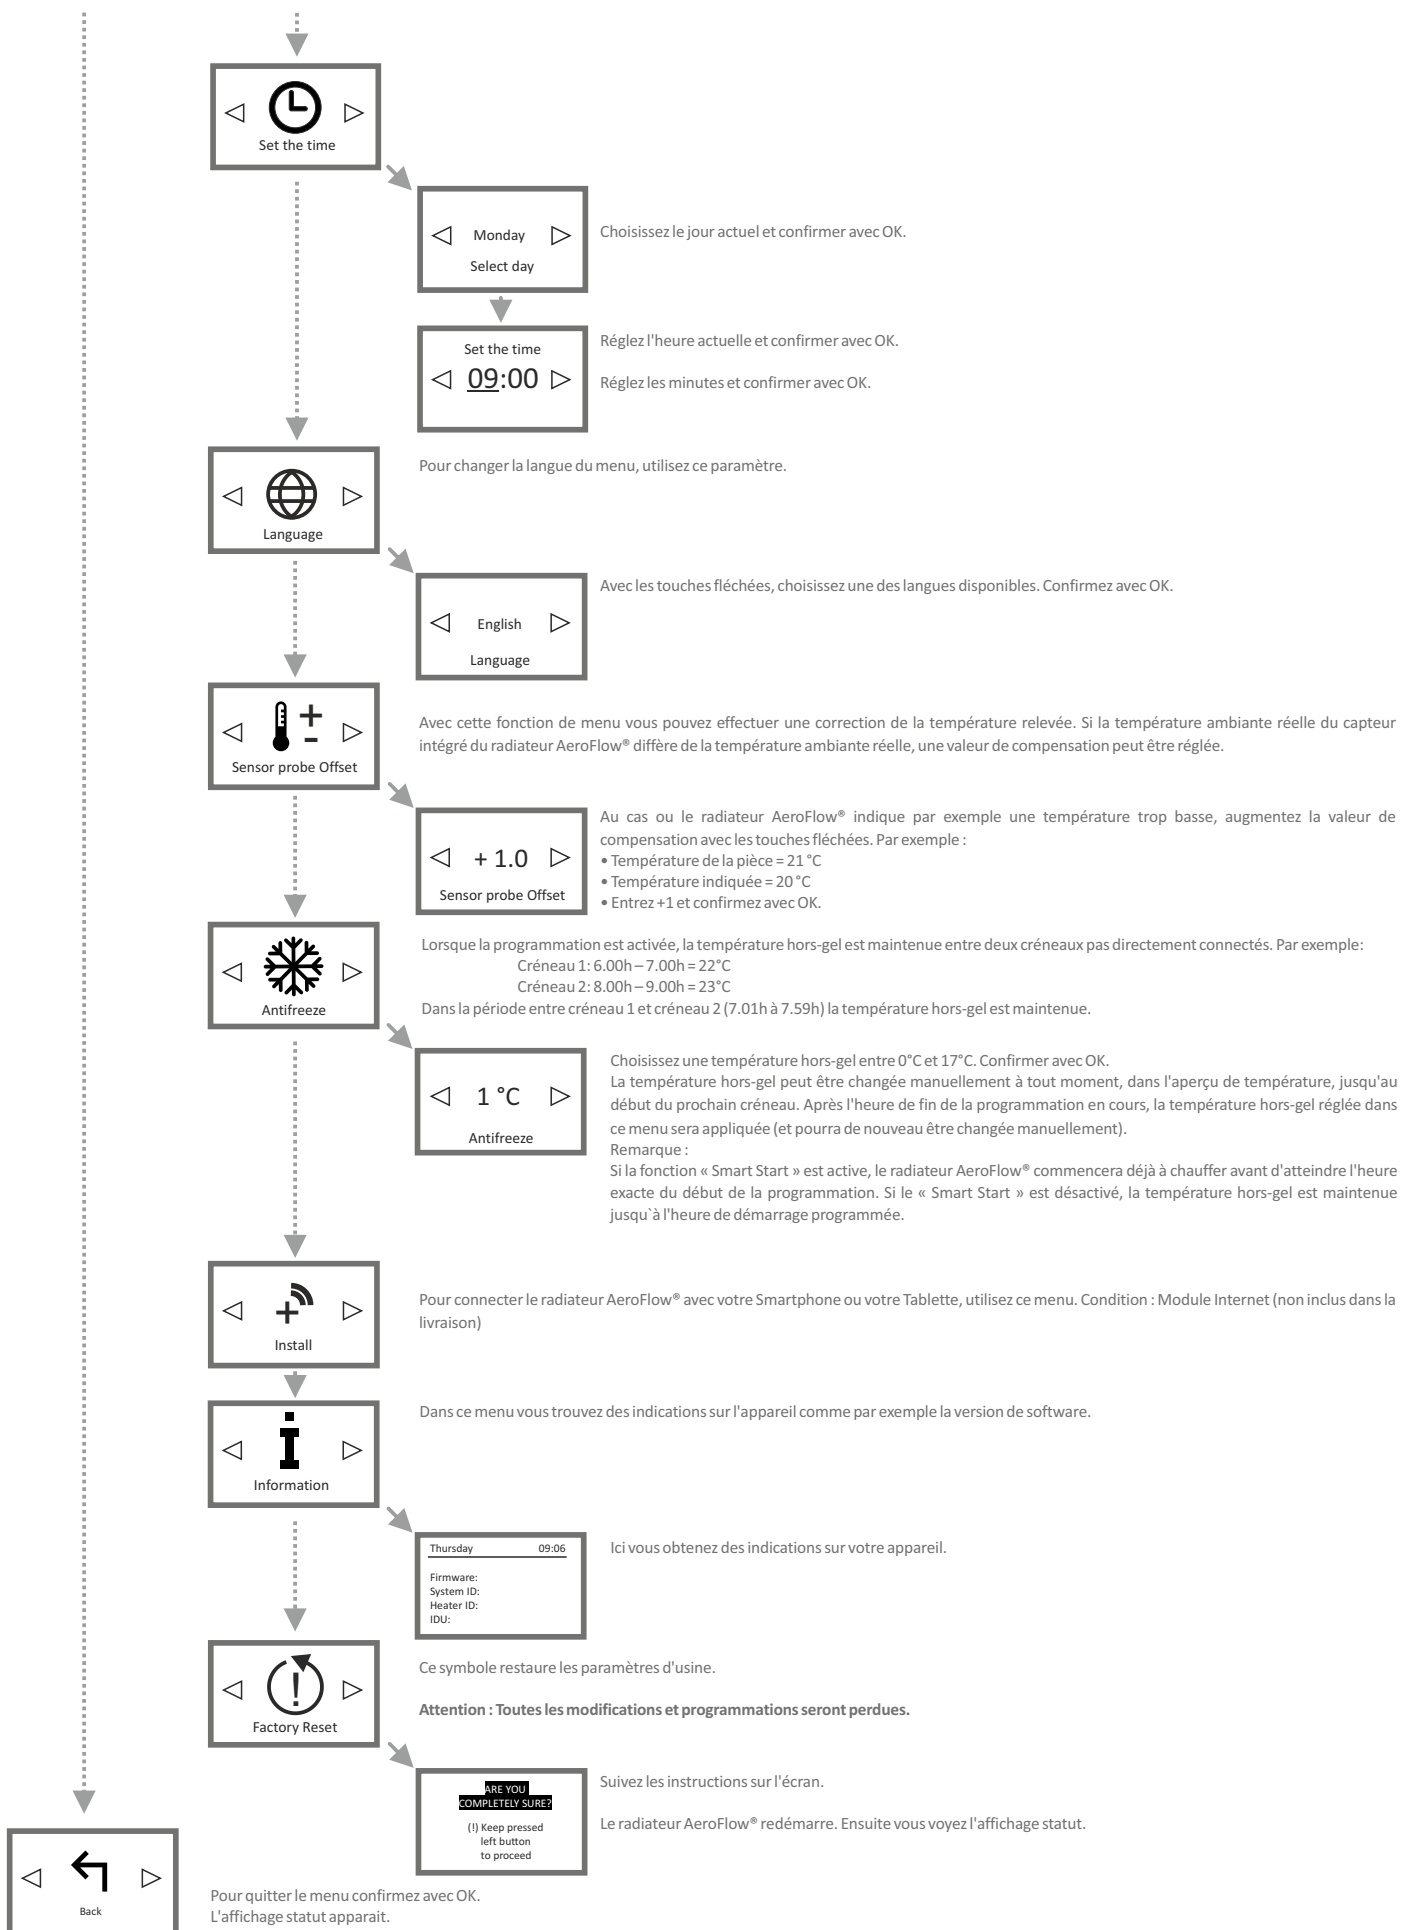 Set the time
Monday
Select day
Choisissez le jour actuel et confirmer avec OK.
Set the time
09:00
Réglez l'heure actuelle et confirmer avec OK.
Réglez les minutes et confirmer avec OK.
Language
Pour changer la langue du menu, utilisez ce paramètre.
English
Language
Avec les touches fléchées, choisissez une des langues disponibles. Confirmez avec OK.
+
-
Sensor probe Offset
Avec cette fonction de menu vous pouvez effectuer une correction de la température relevée. Si la température ambiante réelle du capteur
intégré du radiateur AeroFlow® diffère de la température ambiante réelle, une valeur de compensation peut être réglée.
+ 1.0
Sensor probe Offset
Au cas ou le radiateur AeroFlow® indique par exemple une température trop basse, augmentez la valeur de
compensation avec les touches fléchées. Par exemple :
• Température de la pièce = 21 °C
• Température indiquée = 20 °C
• Entrez +1 et confirmez avec OK.
Antifreeze
Lorsque la programmation est activée, la température hors-gel est maintenue entre deux créneaux pas directement connectés. Par exemple:
Créneau 1: 6.00h – 7.00h = 22°C
Créneau 2: 8.00h – 9.00h = 23°C
Dans la période entre créneau 1 et créneau 2 (7.01h à 7.59h) la température hors-gel est maintenue.
1 °C
Antifreeze
Choisissez une température hors-gel entre 0°C et 17°C. Confirmer avec OK.
La température hors-gel peut être changée manuellement à tout moment, dans l'aperçu de température, jusqu'au
début du prochain créneau. Après l'heure de fin de la programmation en cours, la température hors-gel réglée dans
ce menu sera appliquée (et pourra de nouveau être changée manuellement).
Remarque :
Si la fonction « Smart Start » est active, le radiateur AeroFlow® commencera déjà à chauffer avant d'atteindre l'heure
exacte du début de la programmation. Si le « Smart Start » est désactivé, la température hors-gel est maintenue
jusqu`à l'heure de démarrage programmée.
+
Install
Pour connecter le radiateur AeroFlow® avec votre Smartphone ou votre Tablette, utilisez ce menu. Condition : Module Internet (non inclus dans la
livraison)
i
Information
Dans ce menu vous trouvez des indications sur l'appareil comme par exemple la version de software.
Thursday 09:06
Firmware:
System ID:
Heater ID:
IDU:
Ici vous obtenez des indications sur votre appareil.
!
Factory Reset
Ce symbole restaure les paramètres d'usine.
Attention : Toutes les modifications et programmations seront perdues.
ARE YOU
COMPLETELY SURE?
(!) Keep pressed
left button
to proceed
Suivez les instructions sur l'écran.
Le radiateur AeroFlow® redémarre. Ensuite vous voyez l'affichage statut.
Back
Pour quitter le menu confirmez avec OK.
L'affichage statut apparait.